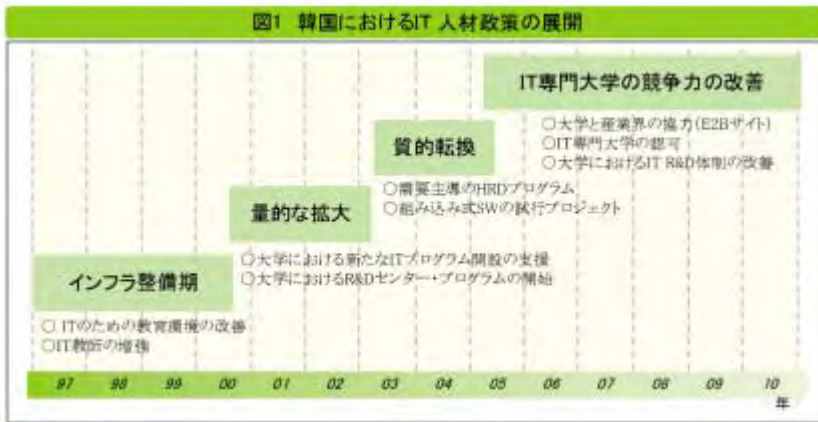 図1 韓国におけるIT 人材政策の展開
IT専門大学の競争力の改善
○大学と産業界の協力(E2Bサイト)
○IT専門大学の認可
○大学におけるIT R&D体制の改善
質的転換
○需要主導のHRDプログラム
○組み込み式SWの試行プロジェクト
量的な拡大
○大学における新たなITプログラム開設の支援
○大学におけるR&Dセンター・プログラムの開始
インフラ整備期
○ ITのための教育環境の改善
○IT教師の増強
97 98 99 00 01 02 03 04 05 06 07 08 09 10
年